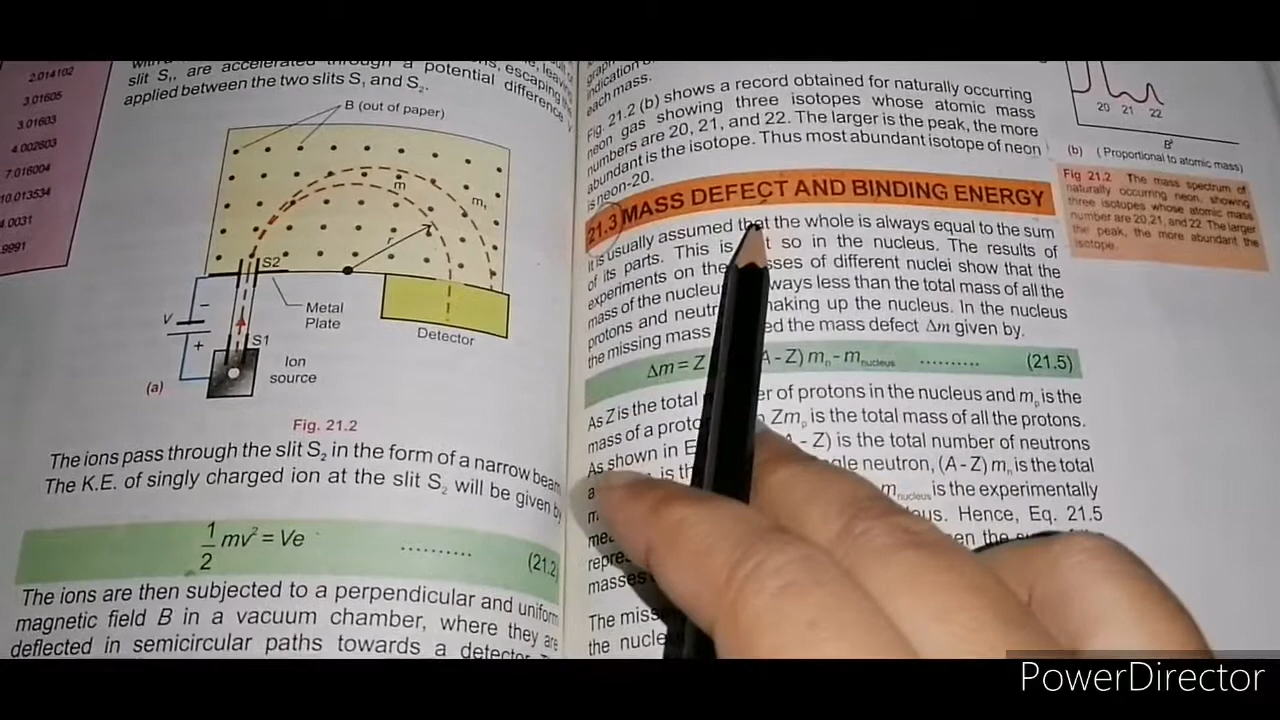 2.014102
3.01605
3.01603
4.002603
7.016004
10.013534
4.0031
.9991
slit S₁, are accelerated through a potential difference
applied between the two slits S₁ and S₂.
B (out of paper)
m
m₁
r
S2
Metal
Plate
V
−
+
S1
Ion
source
Detector
(a)
Fig. 21.2
The ions pass through the slit S₂ in the form of a narrow beam
The K.E. of singly charged ion at the slit S₂ will be given by
1/2 mv² = Ve .......... (21.2)
The ions are then subjected to a perpendicular and uniform
magnetic field B in a vacuum chamber, where they are
deflected in semicircular paths towards a detector
indication
each mass.
Fig. 21.2 (b) shows a record obtained for naturally occurring
neon gas showing three isotopes whose atomic mass
numbers are 20, 21, and 22. The larger is the peak, the more
abundant is the isotope. Thus most abundant isotope of neon
is neon-20.
21.3 MASS DEFECT AND BINDING ENERGY
It is usually assumed that the whole is always equal to the sum
of its parts. This is so in the nucleus. The results of
experiments on the of different nuclei show that the
mass of the less than the total mass of all the
protons and making up the nucleus. In the nucleus
the missing mass the mass defect Δm given by.
Δm = Z - Z) mₙ - m nucleus .......... (21.5)
As Z is the total of protons in the nucleus and mₚ is the
mass of a Zmₚ is the total mass of all the protons.
As shown in - Z) is the total number of neutrons
is neutron, (A - Z) mₙ is the total
m nucleus is the experimentally
Hence, Eq. 21.5
masses
The
the
20 21 22
B²
(b) ( Proportional to atomic mass)
Fig 21.2 The mass spectrum of
naturally occurring neon, showing
three isotopes whose atomic mass
number are 20,21, and 22. The larger
the peak, the more abundant the
isotope.
PowerDirector